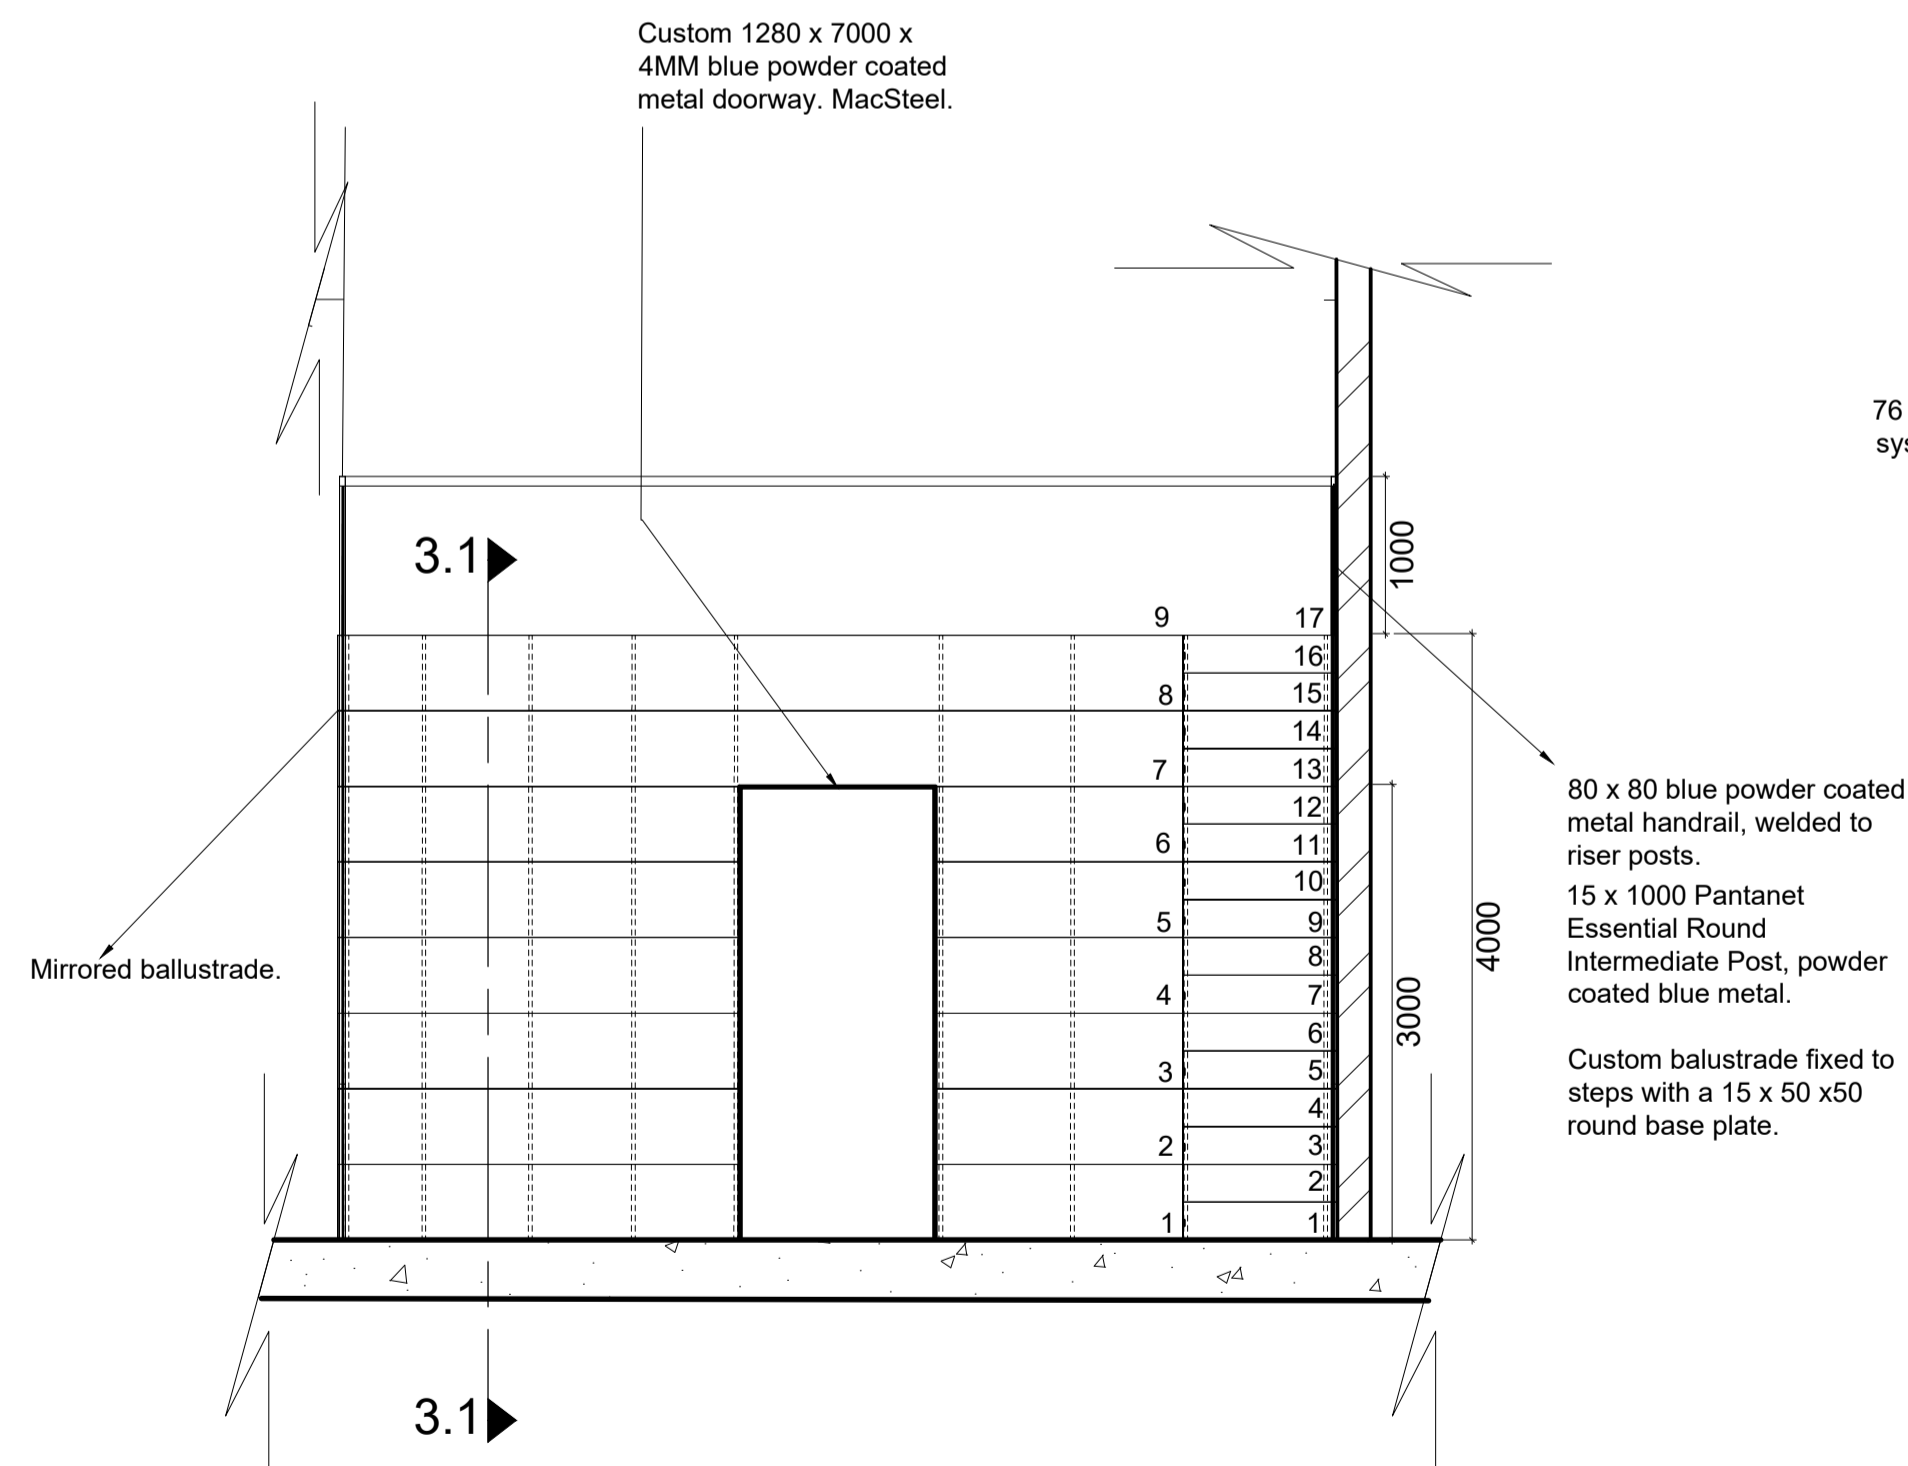 Custom 1280 x 7000 x
4MM blue powder coated
metal doorway. MacSteel.
76
sys
3.1
1000
9
17
16
8
15
14
7
13
12
6
11
10
5
9
8
4
7
6
3
5
4
2
3
2
1
1
4000
3000
Mirrored ballustrade.
80 x 80 blue powder coated
metal handrail, welded to
riser posts.
15 x 1000 Pantanet
Essential Round
Intermediate Post, powder
coated blue metal.
Custom balustrade fixed to
steps with a 15 x 50 x50
round base plate.
3.1